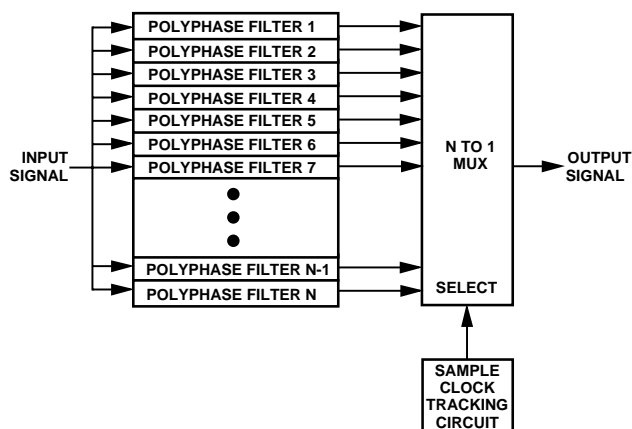 POLYPHASE FILTER 1
POLYPHASE FILTER 2
POLYPHASE FILTER 3
POLYPHASE FILTER 4
POLYPHASE FILTER 5
POLYPHASE FILTER 6
POLYPHASE FILTER 7
POLYPHASE FILTER N-1
POLYPHASE FILTER N
INPUT
SIGNAL
N TO 1
MUX
SELECT
OUTPUT
SIGNAL
SAMPLE
CLOCK
TRACKING
CIRCUIT